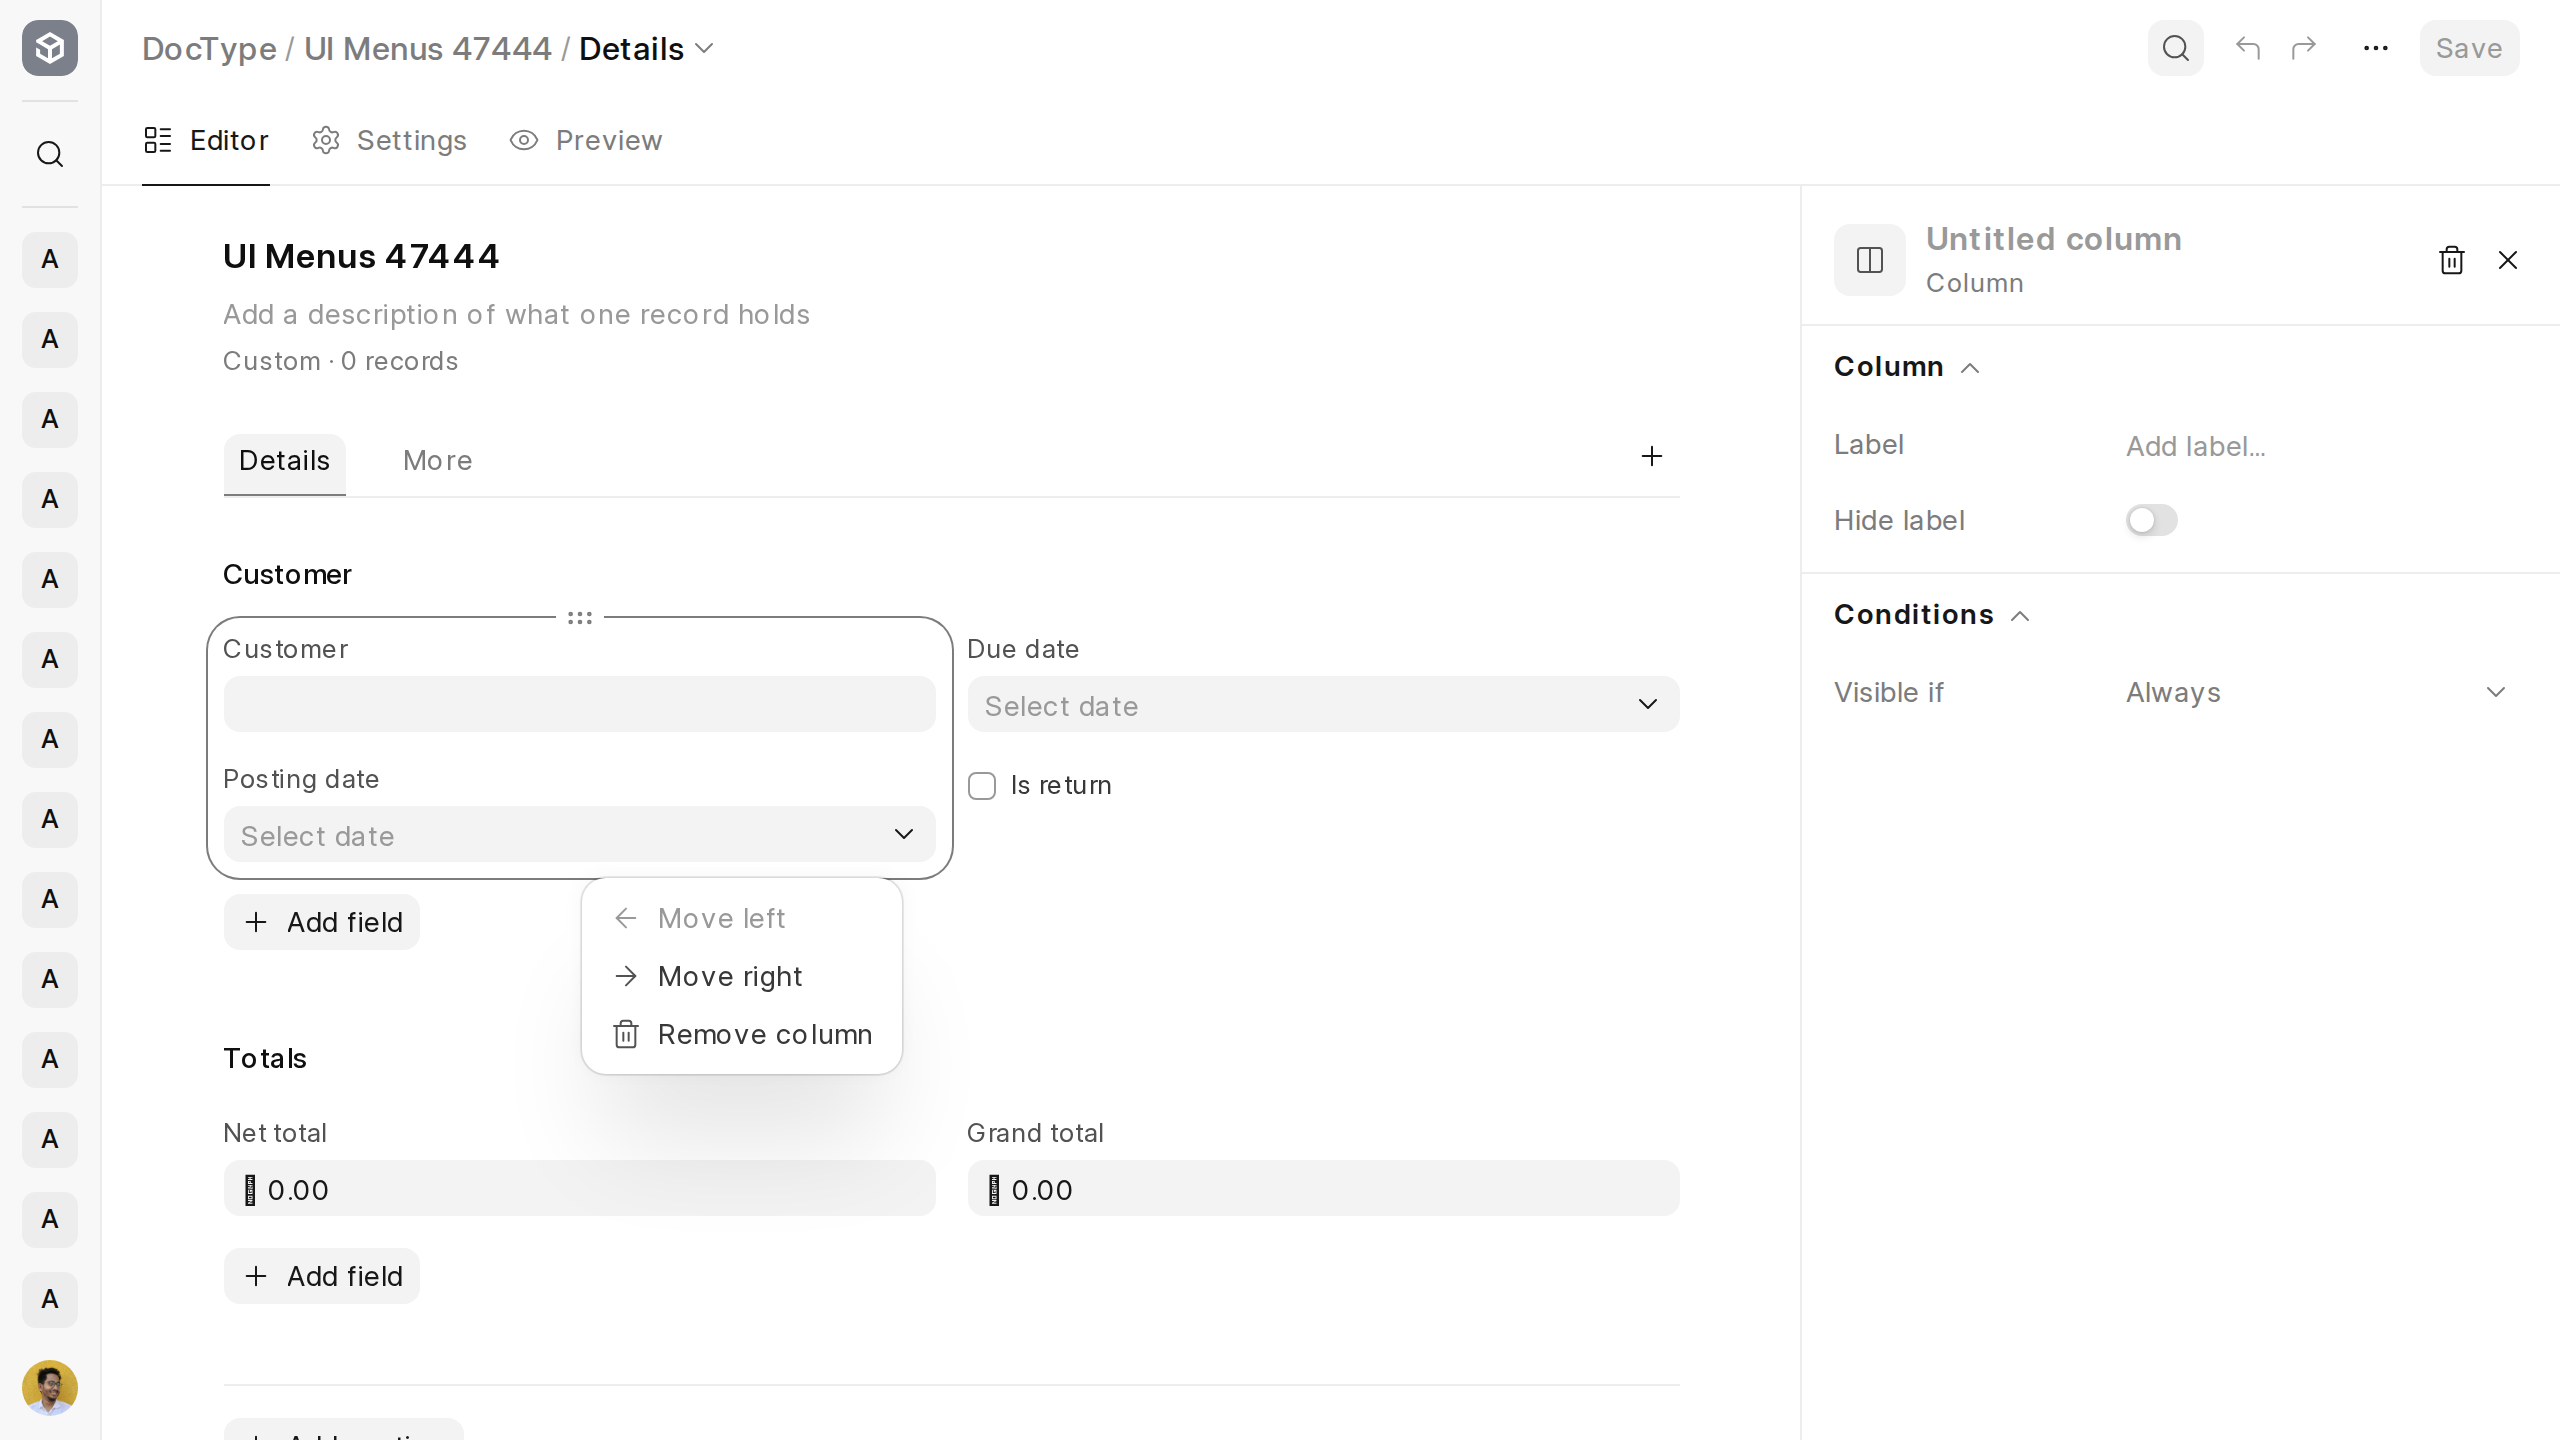 DocType / UI Menus 47444 / Details
Save
Editor
Settings
Preview
A
A
A
A
A
A
A
A
A
A
A
A
A
A
UI Menus 47444
Add a description of what one record holds
Custom · 0 records
Details
More
Customer
Customer
Due date
Select date
Posting date
Is return
Select date
Add field
Move left
Move right
Remove column
Totals
Net total
Grand total
0.00
0.00
Add field
Untitled column
Column
Column
Label
Add label...
Hide label
Conditions
Visible if
Always